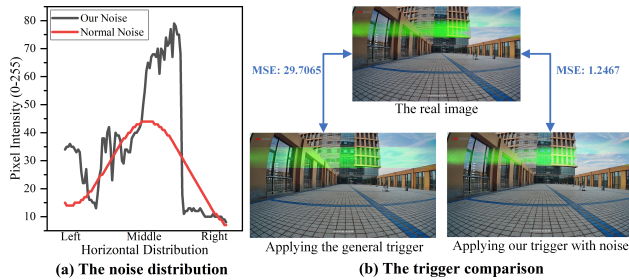 80
70
60
50
40
30
20
10
Pixel Intensity (0-255)
Our Noise
Normal Noise
Left
Middle
Right
Horizontal Distribution
(a) The noise distribution
MSE: 29.7065
MSE: 1.2467
The real image
Applying the general trigger
Applying our trigger with noise
(b) The trigger comparison